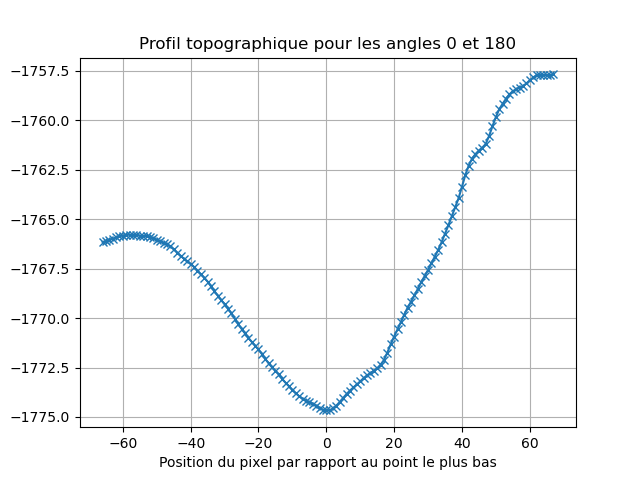 Profil topographique pour les angles 0 et 180
−1757.5
−1760.0
−1762.5
−1765.0
−1767.5
−1770.0
−1772.5
−1775.0
−60 −40 −20 0 20 40 60
Position du pixel par rapport au point le plus bas